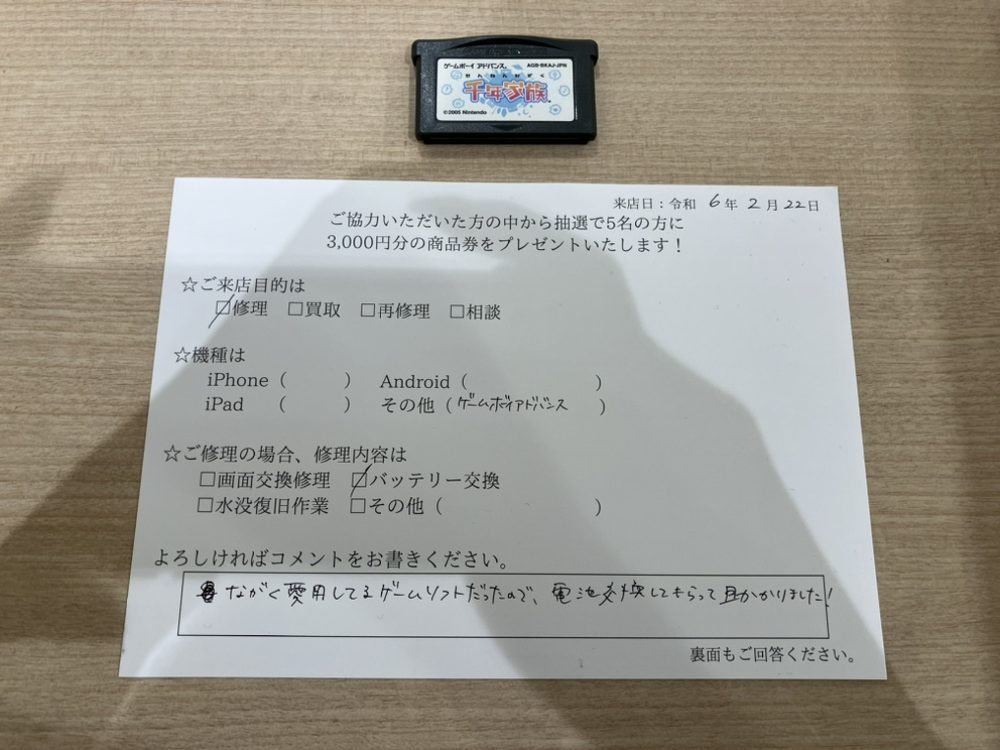 ゲームボーイアドバンス。 AGB-BKAJ-JPN
せんねんかぞく
千年家族
©2005 Nintendo
来店日：令和 6年 2月22日
ご協力いただいた方の中から抽選で5名の方に
3,000円分の商品券をプレゼントいたします！
☆ご来店目的は
☑修理 □買取 □再修理 □相談
☆機種は
iPhone（ ） Android（ ）
iPad （ ） その他（ゲームボイアドバンス ）
☆ご修理の場合、修理内容は
□画面交換修理 ☑バッテリー交換
□水没復旧作業 □その他（ ）
よろしければコメントをお書きください。
ながく愛用してるゲームソフトだったので、電池交換してもらって助かりました！
裏面もご回答ください。